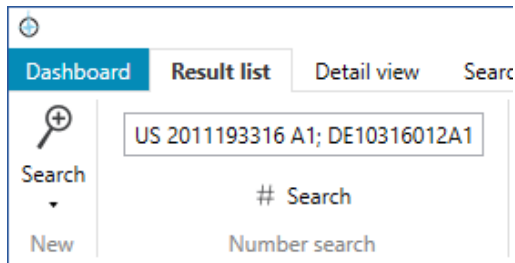 Dashboard Result list Detail view Searc
US 2011193316 A1; DE10316012A1
Search
# Search
New Number search